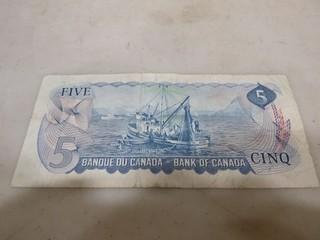 FIVE
5
5
BANQUE DU CANADA - BANK OF CANADA
CINQ